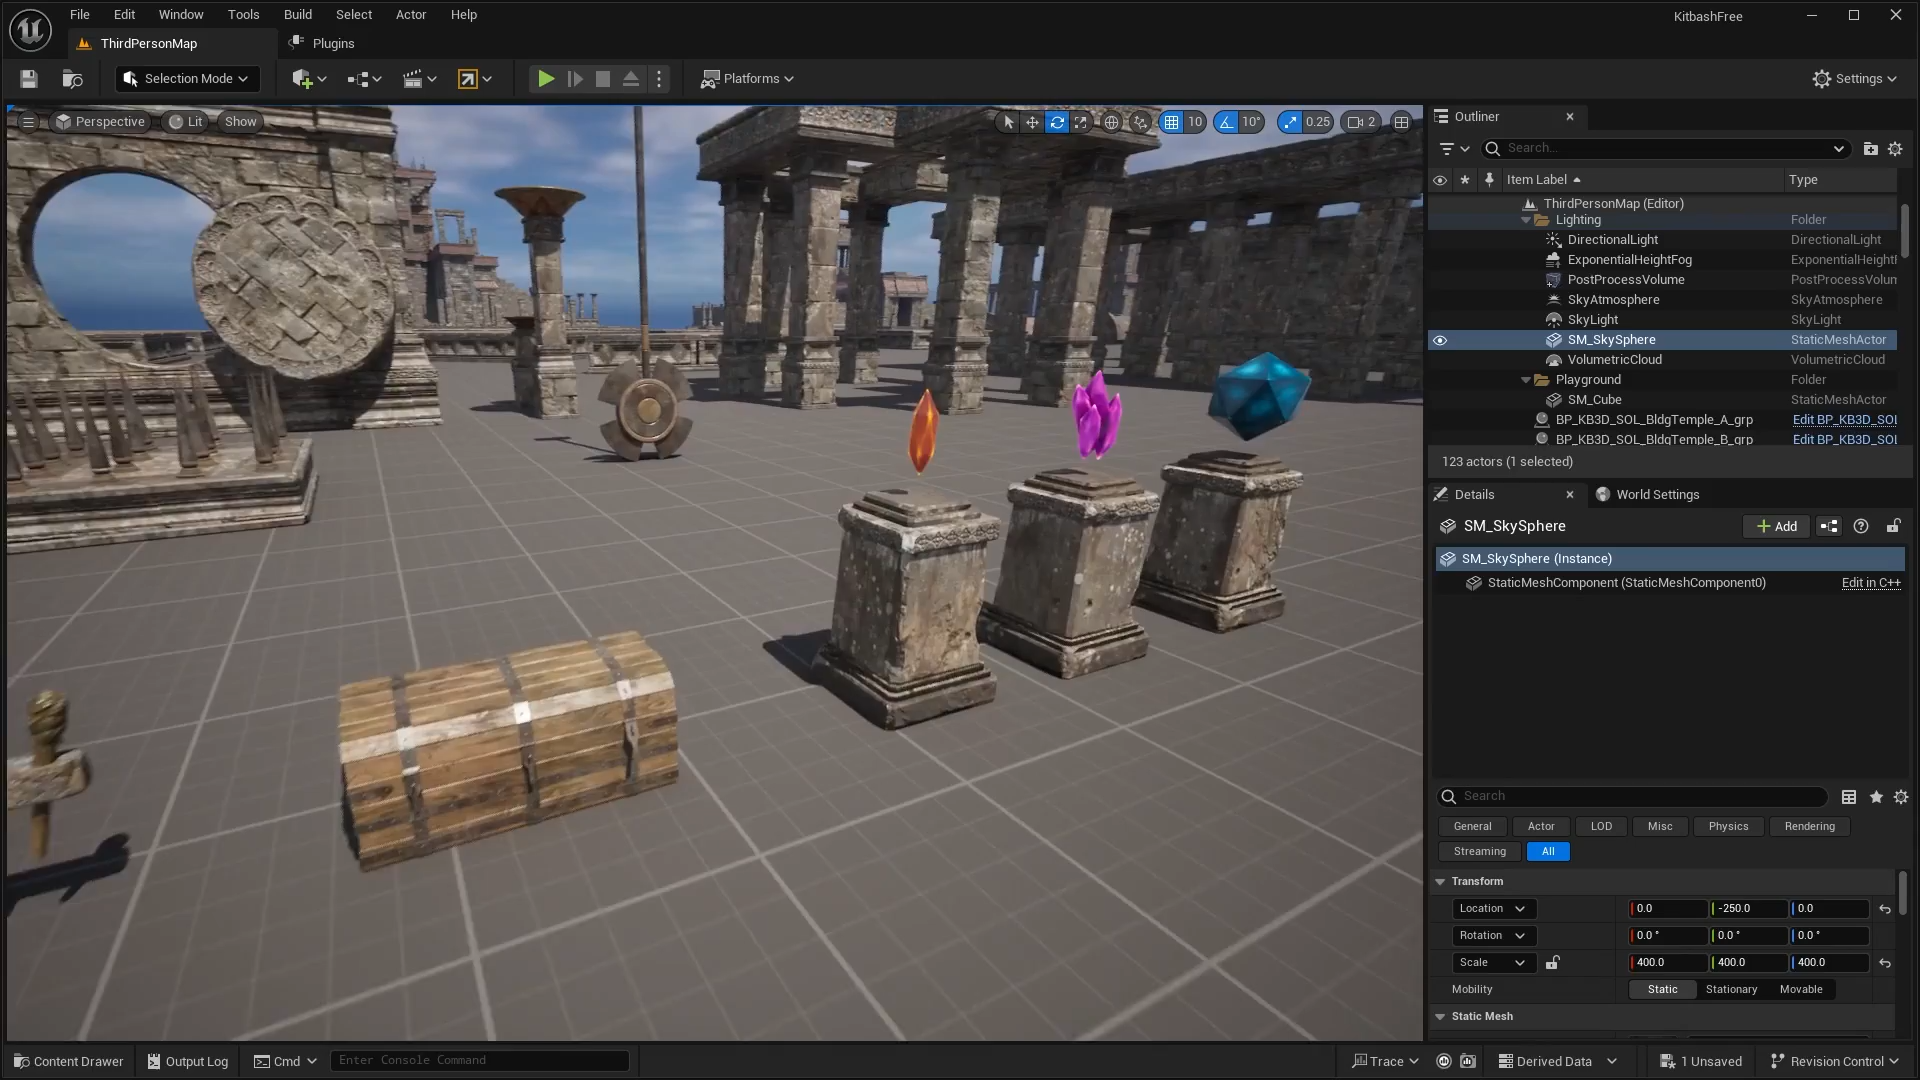 File Edit Window Tools Build Select Actor Help
KitbashFree
ThirdPersonMap
Plugins
Selection Mode
Platforms
Settings
Perspective
Lit
Show
10
10°
0.25
2
Outliner
Search...
Item Label
Type
ThirdPersonMap (Editor)
Lighting Folder
DirectionalLight DirectionalLight
ExponentialHeightFog ExponentialHeightF
PostProcessVolume PostProcessVolum
SkyAtmosphere SkyAtmosphere
SkyLight SkyLight
SM_SkySphere StaticMeshActor
VolumetricCloud VolumetricCloud
Playground Folder
SM_Cube StaticMeshActor
BP_KB3D_SOL_BldgTemple_A_grp Edit BP_KB3D_SOL
BP_KB3D_SOL_BldgTemple_B_grp Edit BP_KB3D_SOL
123 actors (1 selected)
Details
World Settings
SM_SkySphere
Add
SM_SkySphere (Instance)
StaticMeshComponent (StaticMeshComponent0) Edit in C++
Search
General Actor LOD Misc Physics Rendering
Streaming All
Transform
Location 0.0 -250.0 0.0
Rotation 0.0 ° 0.0 ° 0.0 °
Scale 400.0 400.0 400.0
Mobility Static Stationary Movable
Static Mesh
Content Drawer
Output Log
Cmd
Enter Console Command
Trace
Derived Data
1 Unsaved
Revision Control